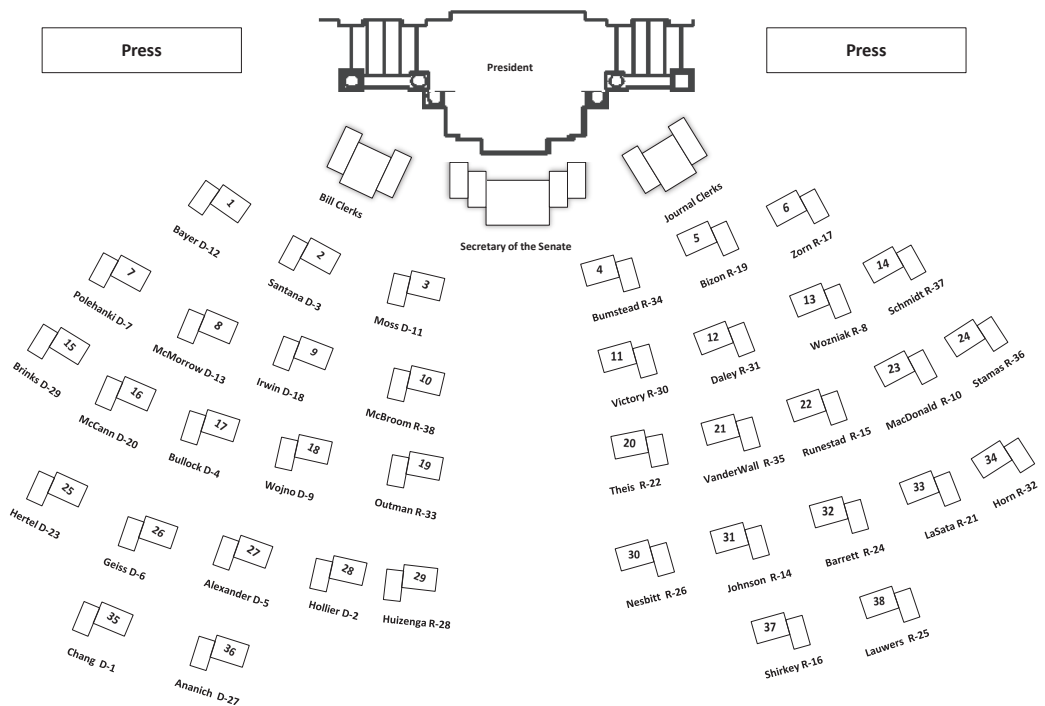 Press
President
Press
Bill Clerks
Journal Clerks
Secretary of the Senate
1
Bayer D-12
2
Santana D-3
3
Moss D-11
4
Bumstead R-34
5
Bizon R-19
6
Zorn R-17
7
Polehanki D-7
8
McMorrow D-13
9
Irwin D-18
10
McBroom R-38
11
Victory R-30
12
Daley R-31
13
Wozniak R-8
14
Schmidt R-37
15
Brinks D-29
16
McCann D-20
17
Bullock D-4
18
Wojno D-9
19
Outman R-33
20
Theis R-22
21
VanderWall R-35
22
Runestad R-15
23
MacDonald R-10
24
Stamas R-36
25
Hertel D-23
26
Geiss D-6
27
Alexander D-5
28
Hollier D-2
29
Huizenga R-28
30
Nesbitt R-26
31
Johnson R-14
32
Barrett R-24
33
LaSata R-21
34
Horn R-32
35
Chang D-1
36
Ananich D-27
37
Shirkey R-16
38
Lauwers R-25